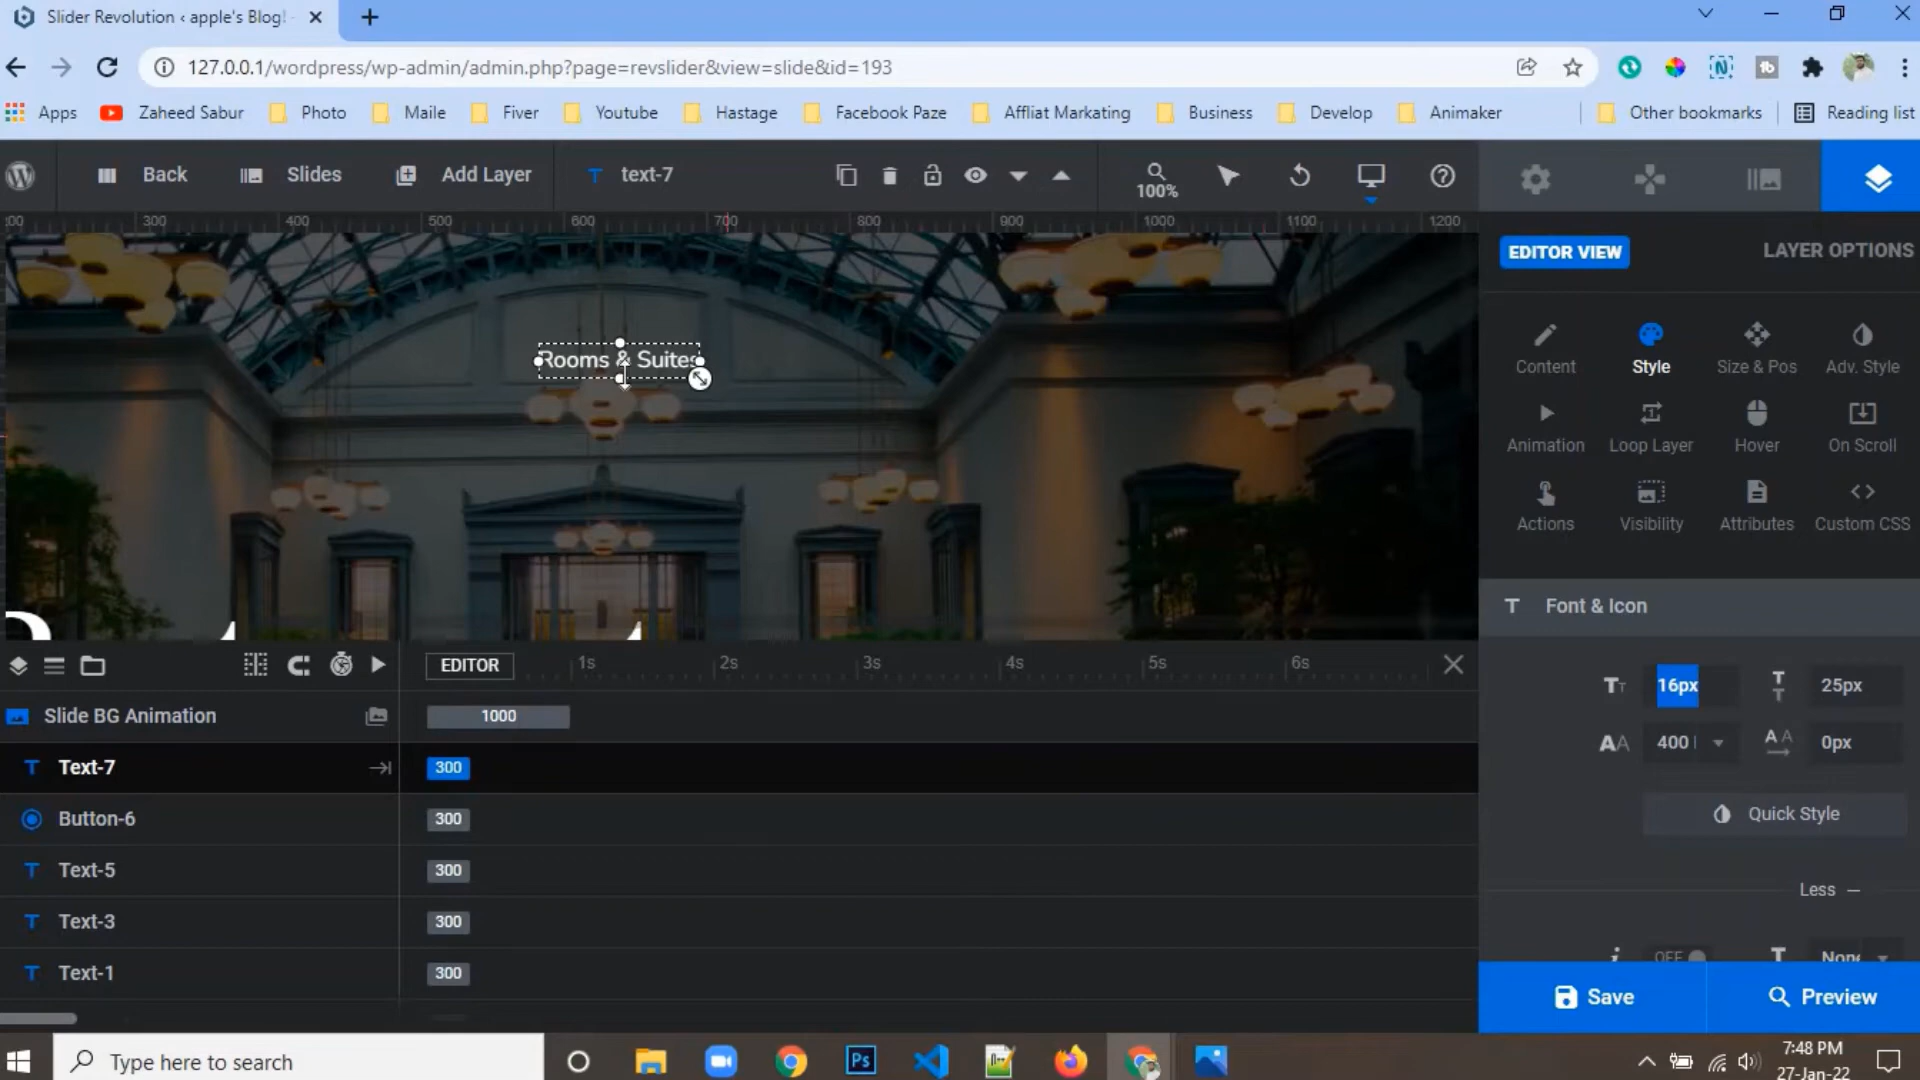 Slider Revolution ‹ apple's Blog!
127.0.0.1/wordpress/wp-admin/admin.php?page=revslider&view=slide&id=193
Apps
Zaheed Sabur
Photo
Maile
Fiver
Youtube
Hastage
Facebook Paze
Affliat Markating
Business
Develop
Animaker
Other bookmarks
Reading list
Back
Slides
Add Layer
text-7
100%
300
400
500
600
700
800
900
1000
1100
1200
EDITOR VIEW
LAYER OPTIONS
Rooms & Suites
Content
Style
Size & Pos
Adv. Style
Animation
Loop Layer
Hover
On Scroll
Actions
Visibility
Attributes
Custom CSS
Font & Icon
16px
25px
400
0px
Quick Style
Less
OFF
None
Save
Preview
EDITOR
1s
2s
3s
4s
5s
6s
Slide BG Animation
1000
Text-7
300
Button-6
300
Text-5
300
Text-3
300
Text-1
300
Type here to search
Ps
7:48 PM
27-Jan-22